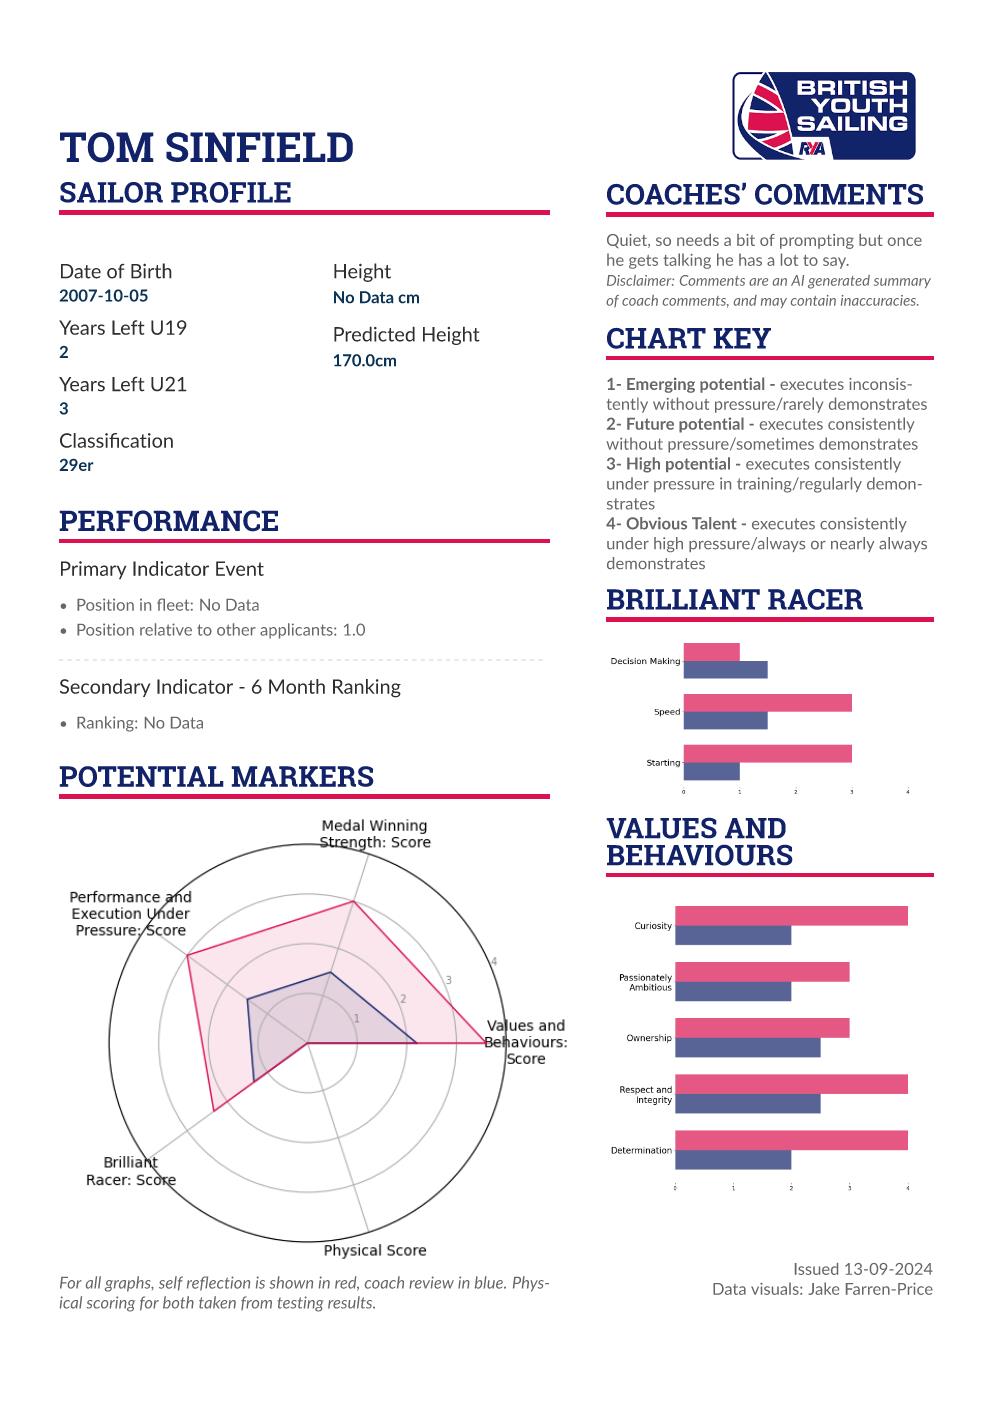 BRITISH
YOUTH
SAILING
RYA
TOM SINFIELD
SAILOR PROFILE
Date of Birth
2007-10-05
Years Left U19
2
Years Left U21
3
Classification
29er
Height
No Data cm
Predicted Height
170.0cm
PERFORMANCE
Primary Indicator Event
• Position in fleet: No Data
• Position relative to other applicants: 1.0
Secondary Indicator - 6 Month Ranking
• Ranking: No Data
POTENTIAL MARKERS
Medal Winning
Strength: Score
Performance and
Execution Under
Pressure: Score
4
3
2
1
Values and
Behaviours:
Score
Brilliant
Racer: Score
Physical Score
For all graphs, self reflection is shown in red, coach review in blue. Phys-
ical scoring for both taken from testing results.
COACHES’ COMMENTS
Quiet, so needs a bit of prompting but once
he gets talking he has a lot to say.
Disclaimer: Comments are an AI generated summary
of coach comments, and may contain inaccuracies.
CHART KEY
1- Emerging potential - executes inconsis-
tently without pressure/rarely demonstrates
2- Future potential - executes consistently
without pressure/sometimes demonstrates
3- High potential - executes consistently
under pressure in training/regularly demon-
strates
4- Obvious Talent - executes consistently
under high pressure/always or nearly always
demonstrates
BRILLIANT RACER
Decision Making
Speed
Starting
0 1 2 3 4
VALUES AND
BEHAVIOURS
Curiosity
Passionately
Ambitious
Ownership
Respect and
Integrity
Determination
0 1 2 3 4
Issued 13-09-2024
Data visuals: Jake Farren-Price